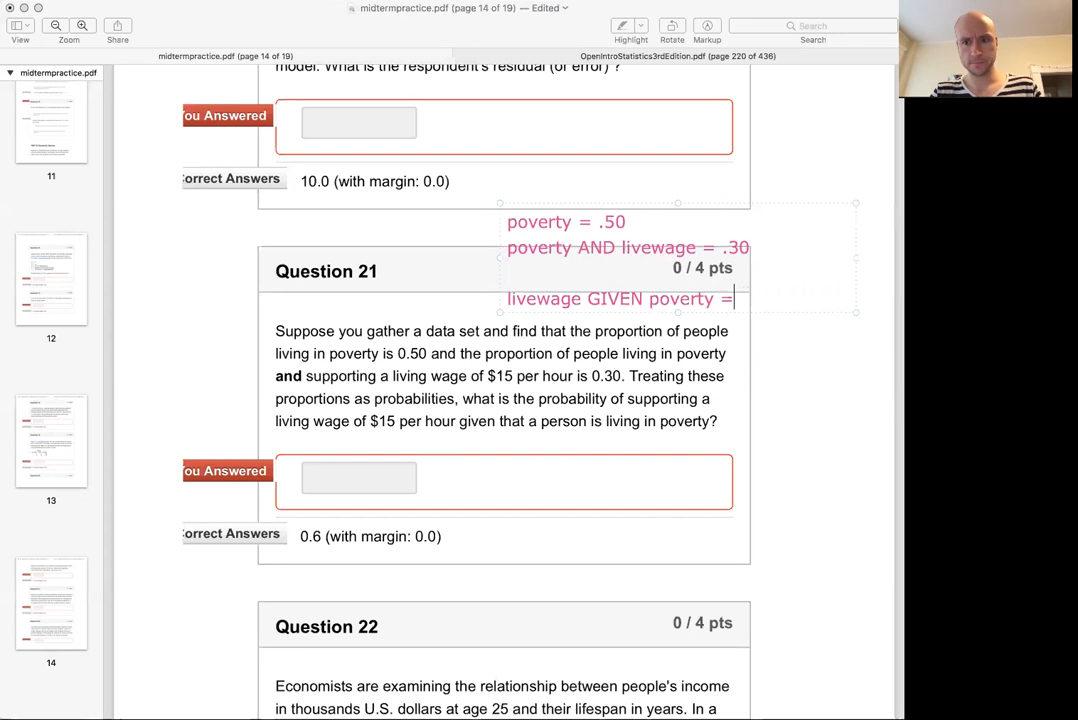 midtermpractice.pdf (page 14 of 19) — Edited
View
Zoom
Share
Highlight
Rotate
Markup
Search
Search
midtermpractice.pdf (page 14 of 19)
OpenIntroStatistics3rdEdition.pdf (page 220 of 436)
midtermpractice.pdf
11
12
13
14
model. What is the respondent's residual (or error) ?
ou Answered
orrect Answers
10.0 (with margin: 0.0)
poverty = .50
poverty AND livewage = .30
livewage GIVEN poverty =
Question 21
0 / 4 pts
Suppose you gather a data set and find that the proportion of people
living in poverty is 0.50 and the proportion of people living in poverty
and supporting a living wage of $15 per hour is 0.30. Treating these
proportions as probabilities, what is the probability of supporting a
living wage of $15 per hour given that a person is living in poverty?
ou Answered
orrect Answers
0.6 (with margin: 0.0)
Question 22
0 / 4 pts
Economists are examining the relationship between people's income
in thousands U.S. dollars at age 25 and their lifespan in years. In a